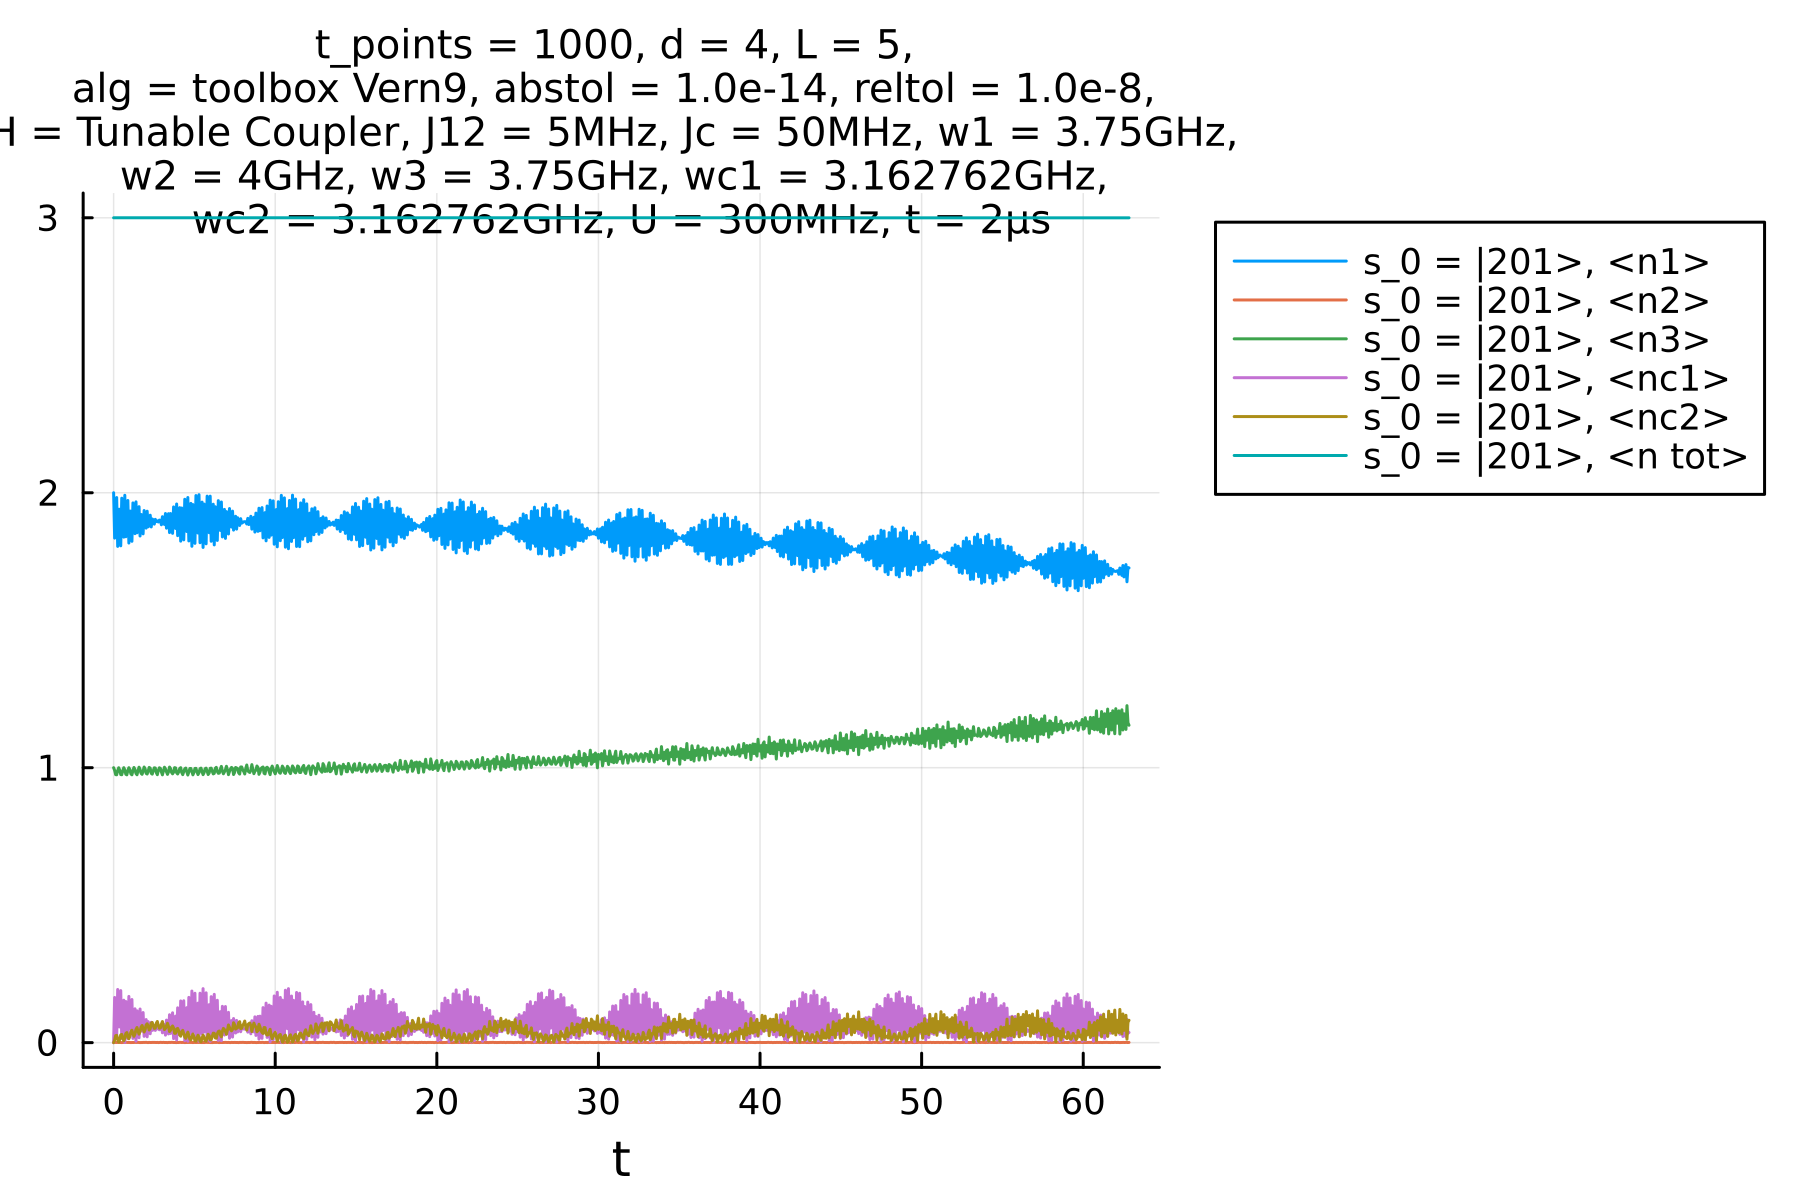 t_points = 1000, d = 4, L = 5,
alg = toolbox Vern9, abstol = 1.0e-14, reltol = 1.0e-8,
H = Tunable Coupler, J12 = 5MHz, Jc = 50MHz, w1 = 3.75GHz,
w2 = 4GHz, w3 = 3.75GHz, wc1 = 3.162762GHz,
wc2 = 3.162762GHz, U = 300MHz, t = 2μs
3
2
1
0
0 10 20 30 40 50 60
t
s_0 = |201>, <n1>
s_0 = |201>, <n2>
s_0 = |201>, <n3>
s_0 = |201>, <nc1>
s_0 = |201>, <nc2>
s_0 = |201>, <n tot>